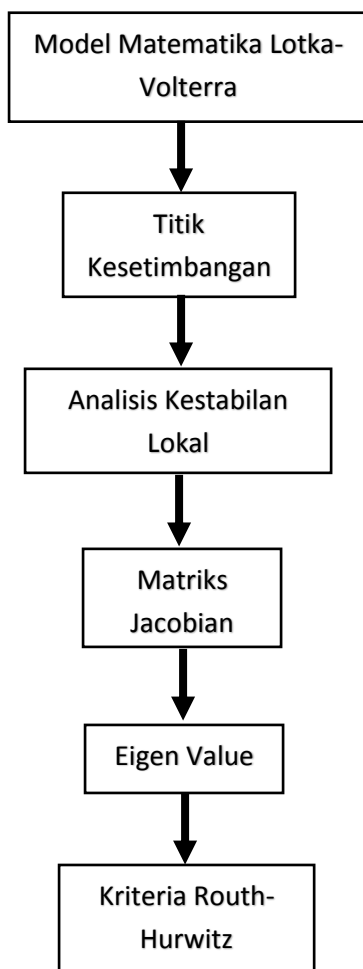 Model Matematika Lotka-
Volterra
Titik
Kesetimbangan
Analisis Kestabilan
Lokal
Matriks
Jacobian
Eigen Value
Kriteria Routh-
Hurwitz